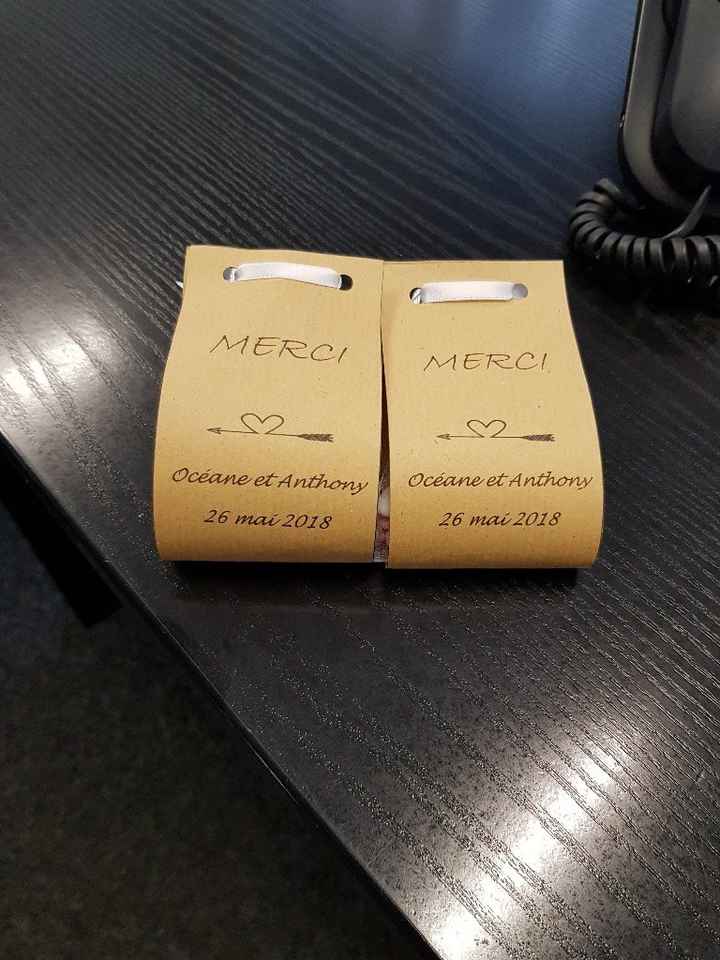 MERCI
Océane et Anthony
26 mai 2018
MERCI
Océane et Anthony
26 mai 2018